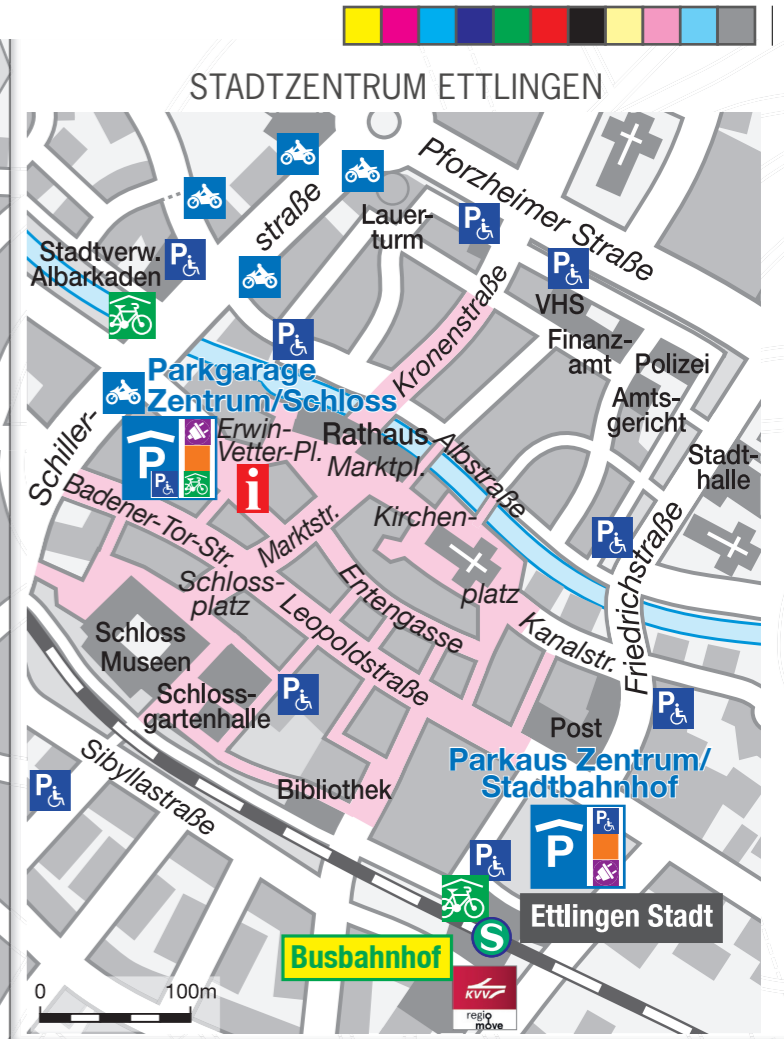 STADTZENTRUM ETTLINGEN
Pforzheimer Straße
straße
Lauer-
turm
P
Stadtverw.
Albarkaden
P
P
VHS
Kronenstraße
Finanz-
amt
Polizei
P
Parkgarage
Zentrum/Schloss
Amts-
gericht
Schiller-
Erwin-
Vetter-Pl.
Rathaus
Marktpl.
Albstraße
Stadt-
halle
P
P
i
Badener-Tor-Str.
Marktstr.
Kirchen-
platz
P
Friedrichstraße
Schloss-
platz
Entengasse
Leopoldstraße
Kanalstr.
Schloss
Museen
Schloss-
gartenhalle
P
P
Post
Sibyllastraße
Bibliothek
Parkaus Zentrum/
Stadtbahnhof
P
P
P
P
Ettlingen Stadt
S
Busbahnhof
KVV
regio
move
0 100m